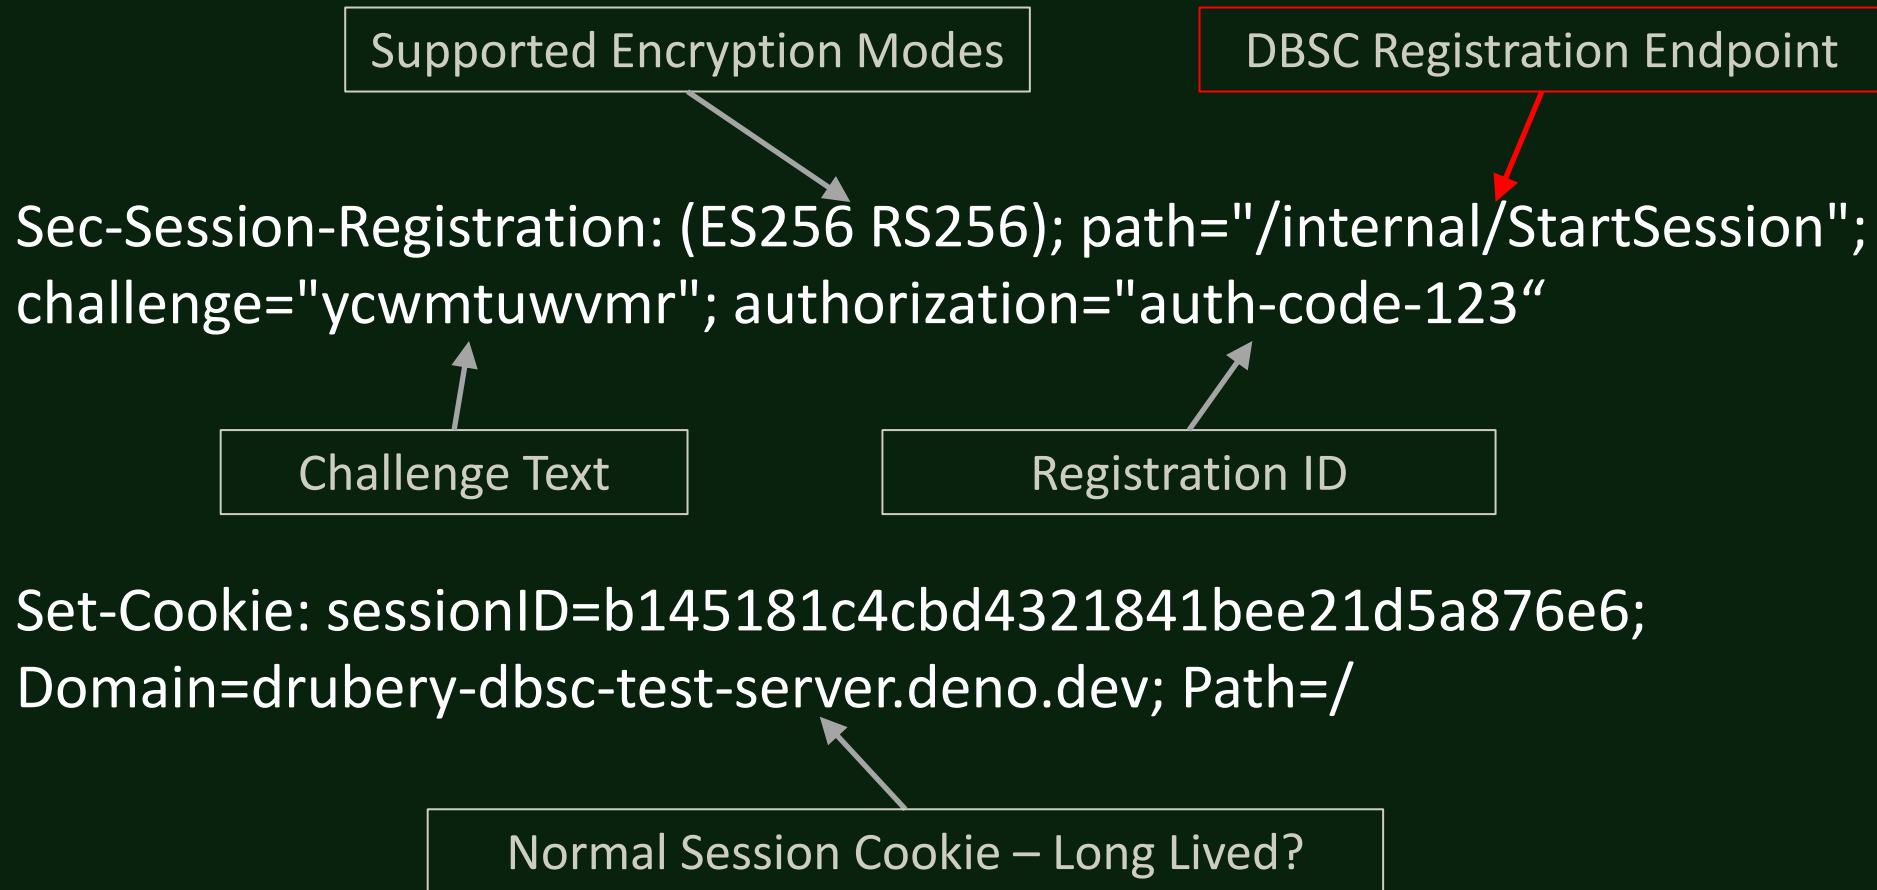 Supported Encryption Modes
DBSC Registration Endpoint
Sec-Session-Registration: (ES256 RS256); path="/internal/StartSession";
challenge="ycwmtuwvmr"; authorization="auth-code-123“
Challenge Text
Registration ID
Set-Cookie: sessionID=b145181c4cbd4321841bee21d5a876e6;
Domain=drubery-dbsc-test-server.deno.dev; Path=/
Normal Session Cookie – Long Lived?